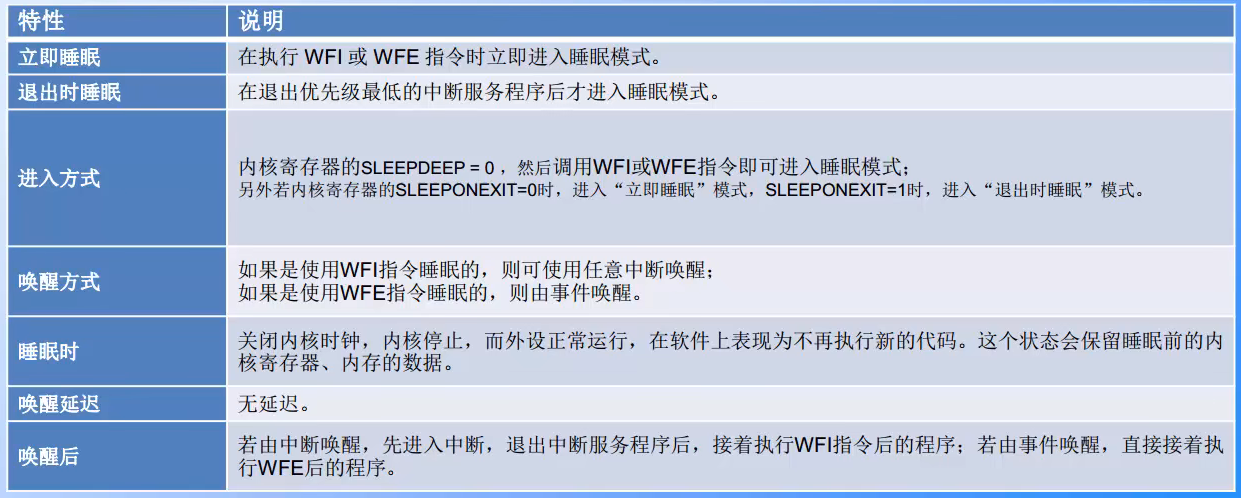 特性 说明
立即睡眠 在执行 WFI 或 WFE 指令时立即进入睡眠模式。
退出时睡眠 在退出优先级最低的中断服务程序后才进入睡眠模式。
进入方式
内核寄存器的SLEEPDEEP = 0 ，然后调用WFI或WFE指令即可进入睡眠模式；
另外若内核寄存器的SLEEPONEXIT=0时，进入“立即睡眠”模式，SLEEPONEXIT=1时，进入“退出时睡眠”模式。
唤醒方式
如果是使用WFI指令睡眠的，则可使用任意中断唤醒；
如果是使用WFE指令睡眠的，则由事件唤醒。
睡眠时
关闭内核时钟，内核停止，而外设正常运行，在软件上表现为不再执行新的代码。这个状态会保留睡眠前的内
核寄存器、内存的数据。
唤醒延迟 无延迟。
唤醒后
若由中断唤醒，先进入中断，退出中断服务程序后，接着执行WFI指令后的程序；若由事件唤醒，直接接着执
行WFE后的程序。